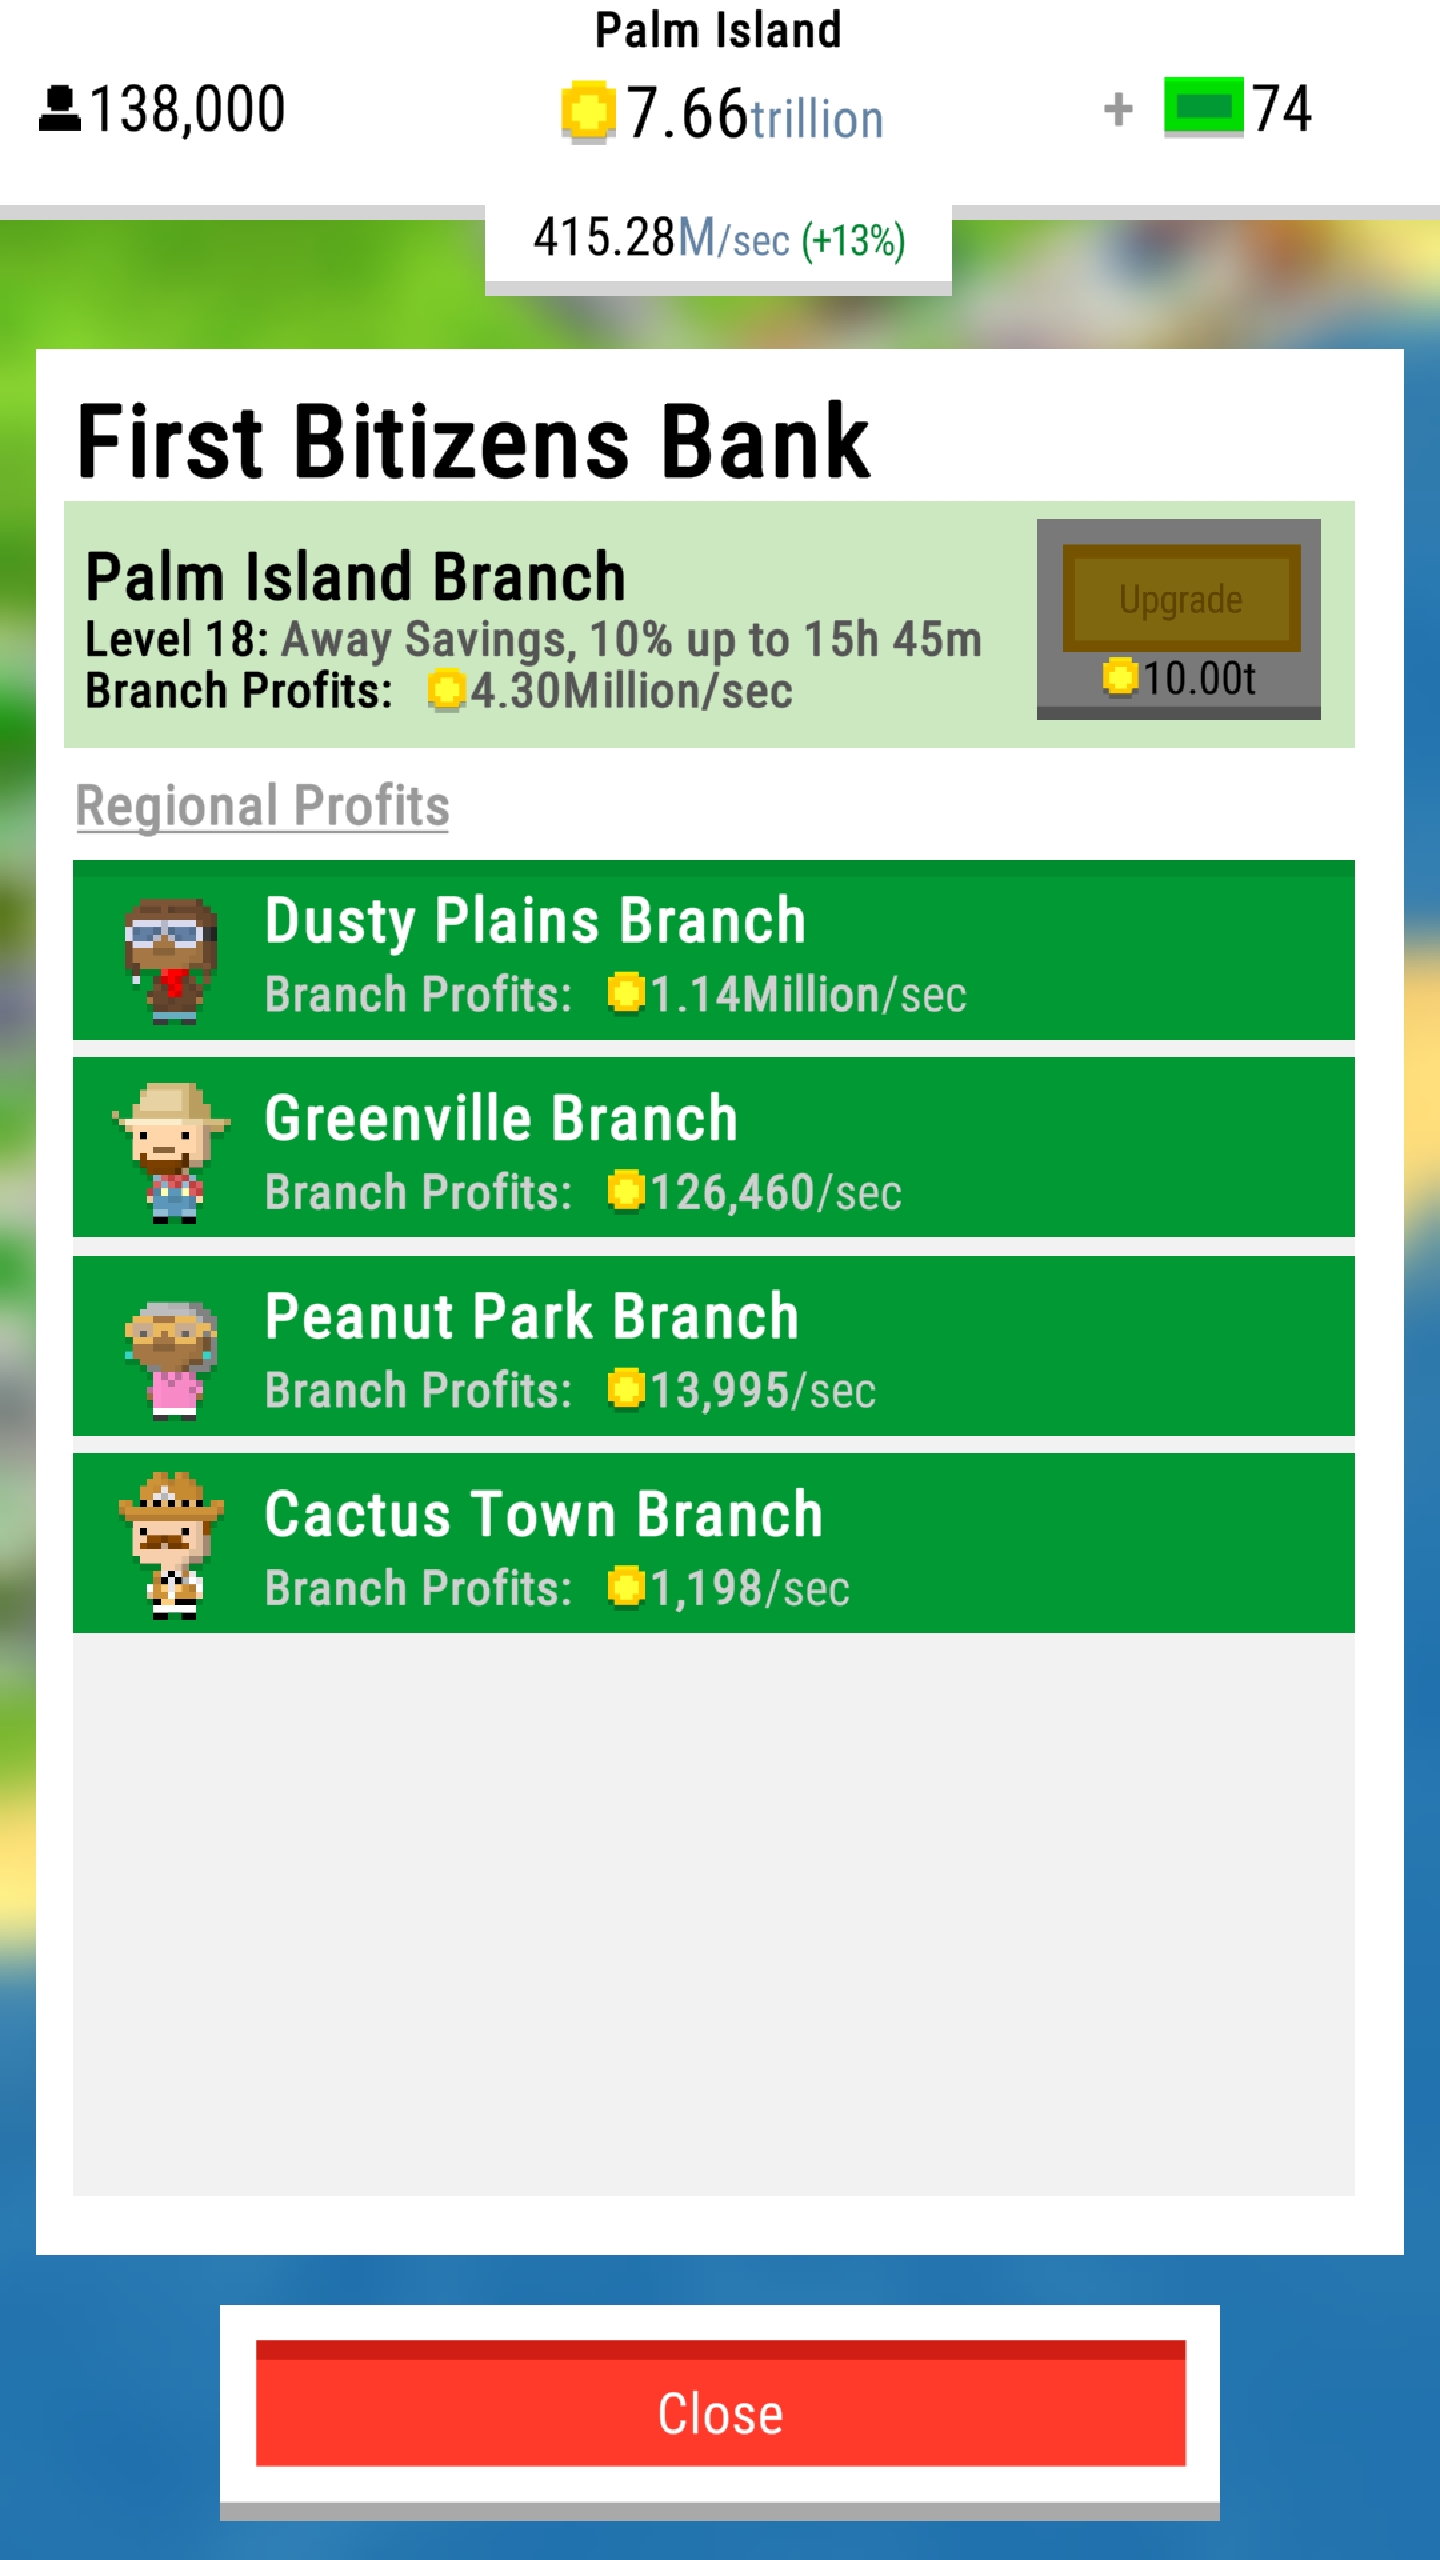 Palm Island
138,000 7.66trillion + 74
415.28M/sec (+13%)
First Bitizens Bank
Palm Island Branch
Level 18: Away Savings, 10% up to 15h 45m
Branch Profits: 4.30Million/sec
Upgrade
10.00t
Regional Profits
Dusty Plains Branch
Branch Profits: 1.14Million/sec
Greenville Branch
Branch Profits: 126,460/sec
Peanut Park Branch
Branch Profits: 13,995/sec
Cactus Town Branch
Branch Profits: 1,198/sec
Close